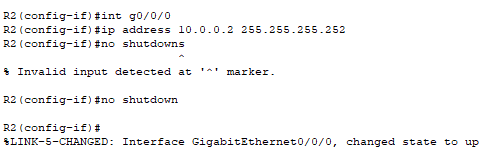 R2(config-if)#int g0/0/0
R2(config-if)#ip address 10.0.0.2 255.255.255.252
R2(config-if)#no shutdowns
^
% Invalid input detected at '^' marker.
R2(config-if)#no shutdown
R2(config-if)#
%LINK-5-CHANGED: Interface GigabitEthernet0/0/0, changed state to up